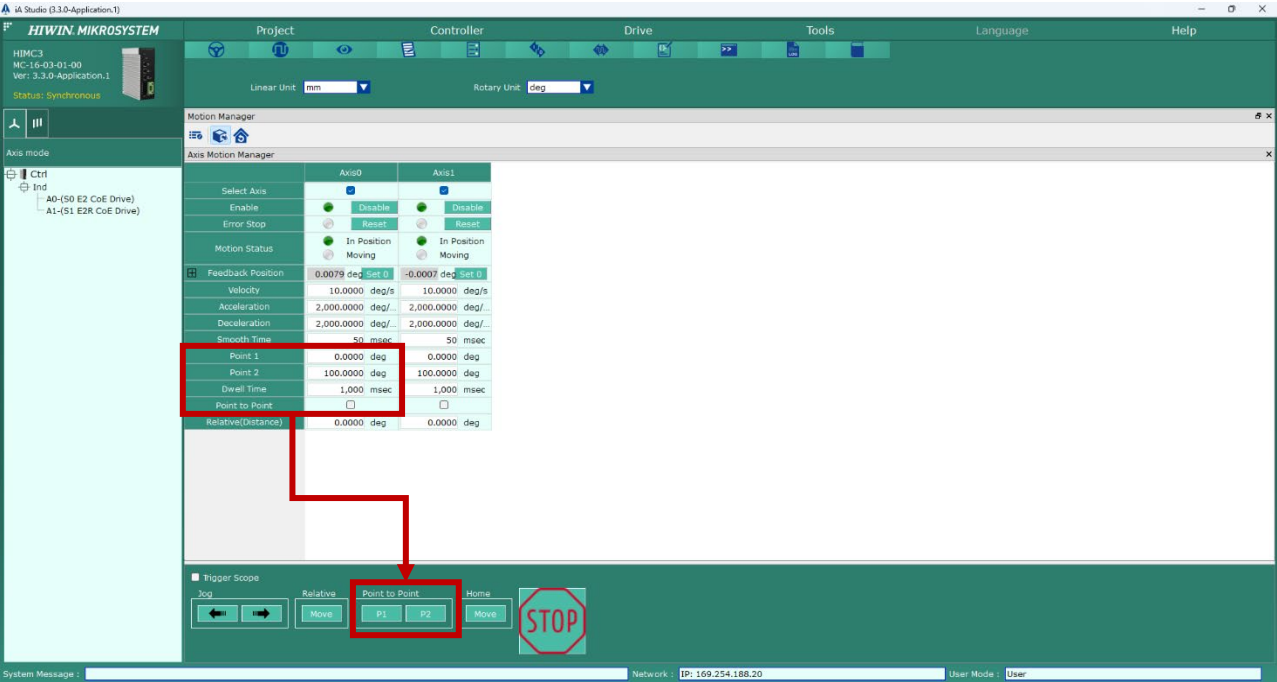 iA Studio (3.3.0-Application.1)
HIWIN. MIKROSYSTEM
Project Controller Drive Tools Language Help
HIMC3
MC-16-03-01-00
Ver: 3.3.0-Application.1
Status: Synchronous
Linear Unit mm Rotary Unit deg
Motion Manager
Axis mode
Axis Motion Manager
Ctrl
Ind
A0-(S0 E2 CoE Drive)
A1-(S1 E2R CoE Drive)
Axis0 Axis1
Select Axis
Enable Disable Disable
Error Stop Reset Reset
Motion Status In Position Moving In Position Moving
Feedback Position 0.0079 deg Set 0 -0.0007 deg Set 0
Velocity 10.0000 deg/s 10.0000 deg/s
Acceleration 2,000.0000 deg/... 2,000.0000 deg/...
Deceleration 2,000.0000 deg/... 2,000.0000 deg/...
Smooth Time 50 msec 50 msec
Point 1 0.0000 deg 0.0000 deg
Point 2 100.0000 deg 100.0000 deg
Dwell Time 1,000 msec 1,000 msec
Point to Point
Relative(Distance) 0.0000 deg 0.0000 deg
Trigger Scope
Jog Relative Point to Point Home
Move P1 P2 Move
STOP
System Message : Network : IP: 169.254.188.20 User Mode : User